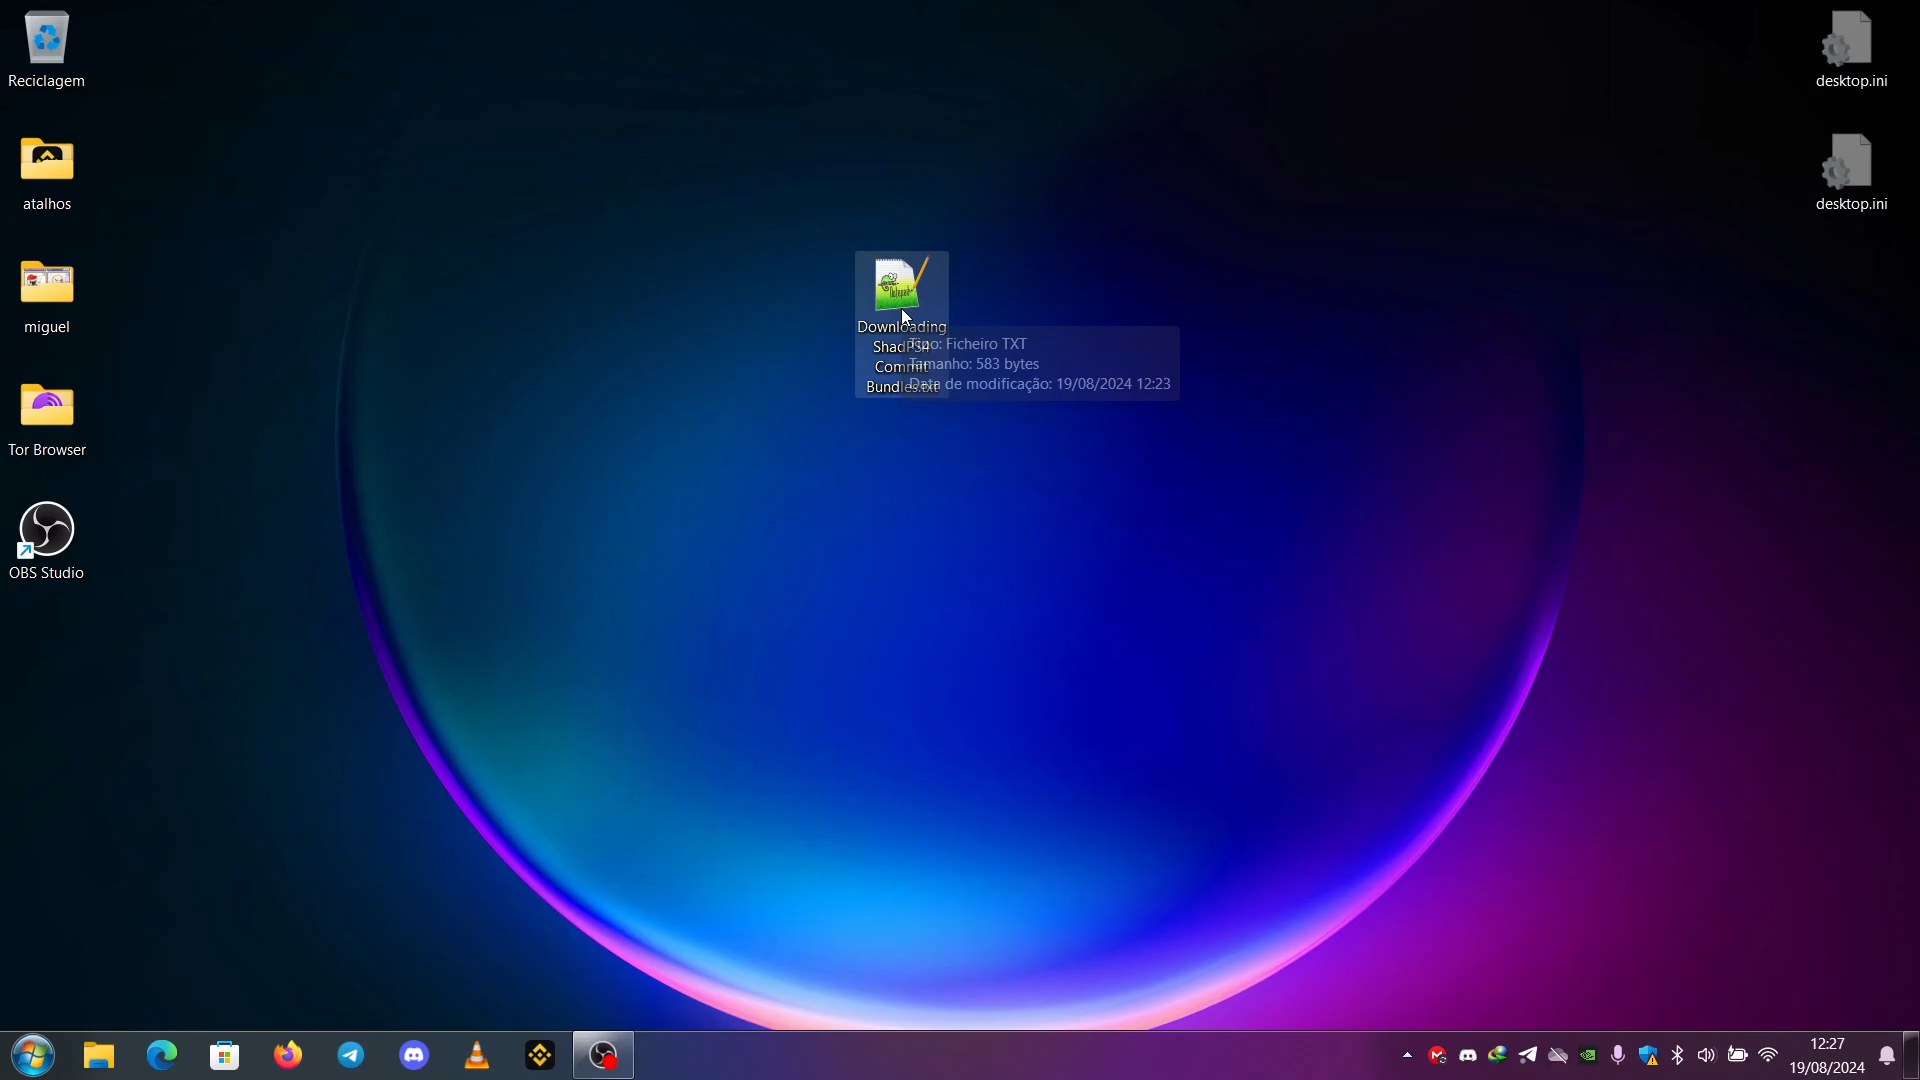 Reciclagem
atalhos
miguel
Tor Browser
OBS Studio
Downloading
ShadPS4
Commit
Bundles.txt
Tipo: Ficheiro TXT
Tamanho: 583 bytes
Data de modificação: 19/08/2024 12:23
desktop.ini
desktop.ini
12:27
19/08/2024